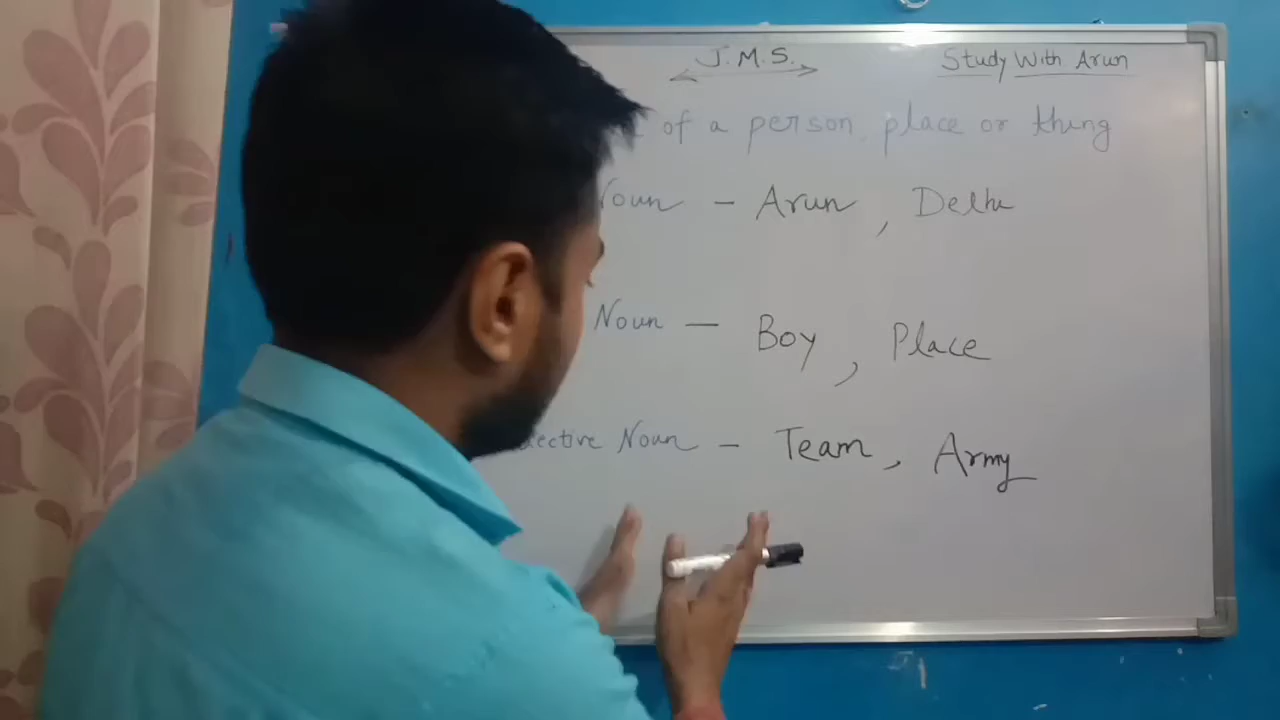 J.M.S. Study With Arun
of a person place or thing
Noun - Arun, Delhi
Noun - Boy, Place
Noun - Team, Army